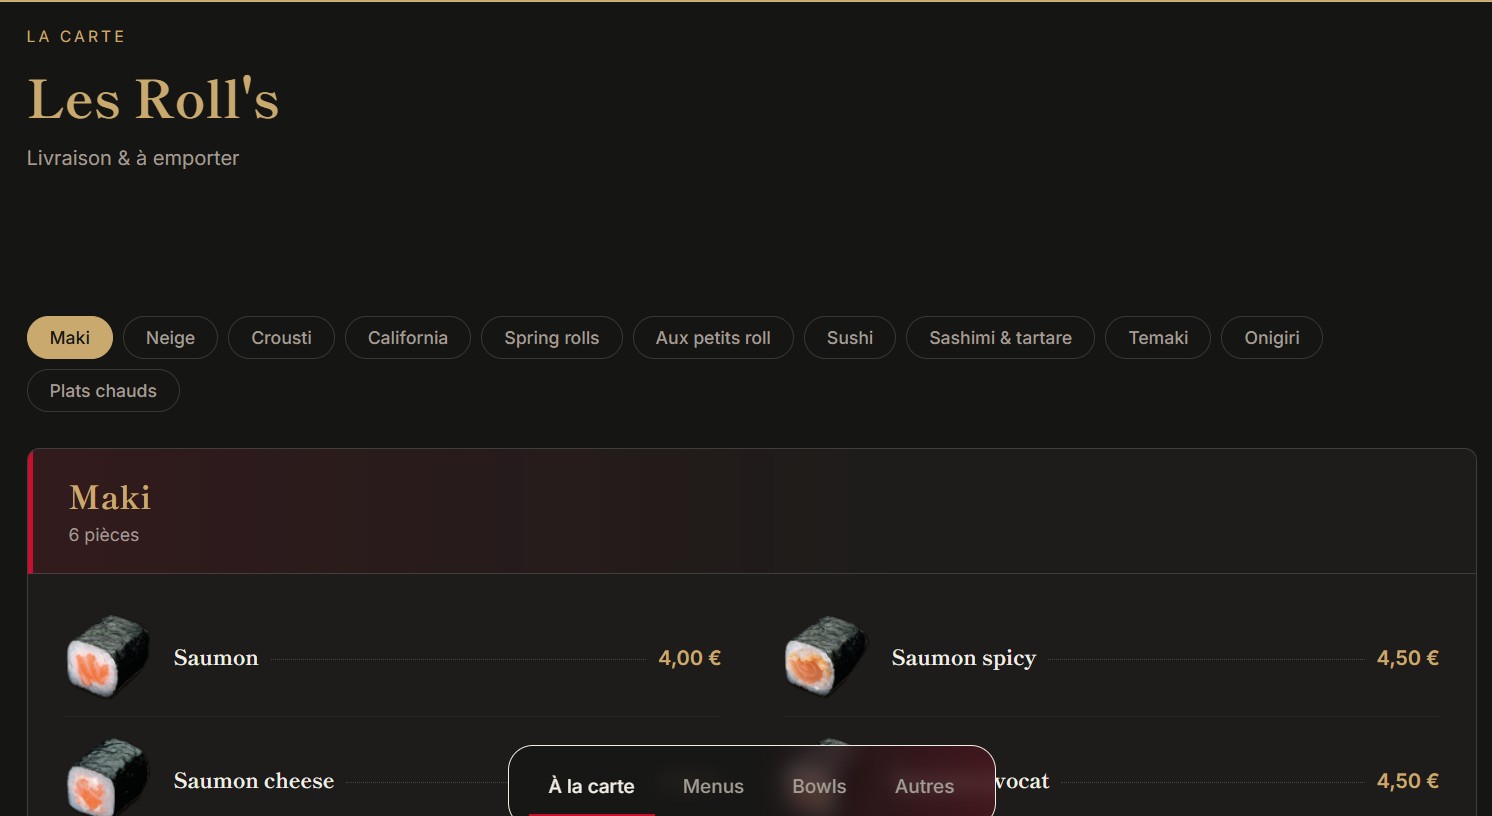 LA CARTE
Les Roll's
Livraison & à emporter
Maki Neige Crousti California Spring rolls Aux petits roll Sushi Sashimi & tartare Temaki Onigiri
Plats chauds
Maki
6 pièces
Saumon 4,00 € Saumon spicy 4,50 €
Saumon cheese vocat 4,50 €
À la carte Menus Bowls Autres